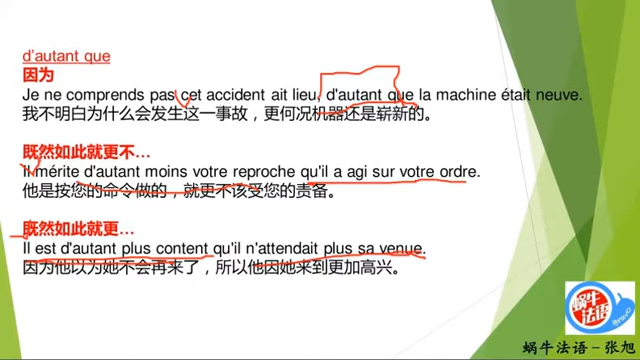 d'autant que
因为
Je ne comprends pas cet accident ait lieu, d'autant que la machine était neuve.
我不明白为什么会发生这一事故，更何况机器还是崭新的。
既然如此就更不…
Il mérite d'autant moins votre reproche qu'il a agi sur votre ordre.
他是按您的命令做的，就更不该受您的责备。
既然如此就更…
Il est d'autant plus content qu'il n'attendait plus sa venue.
因为他以为她不会再来了，所以他因她来到更加高兴。
蜗牛
法语
蜗牛法语－张旭